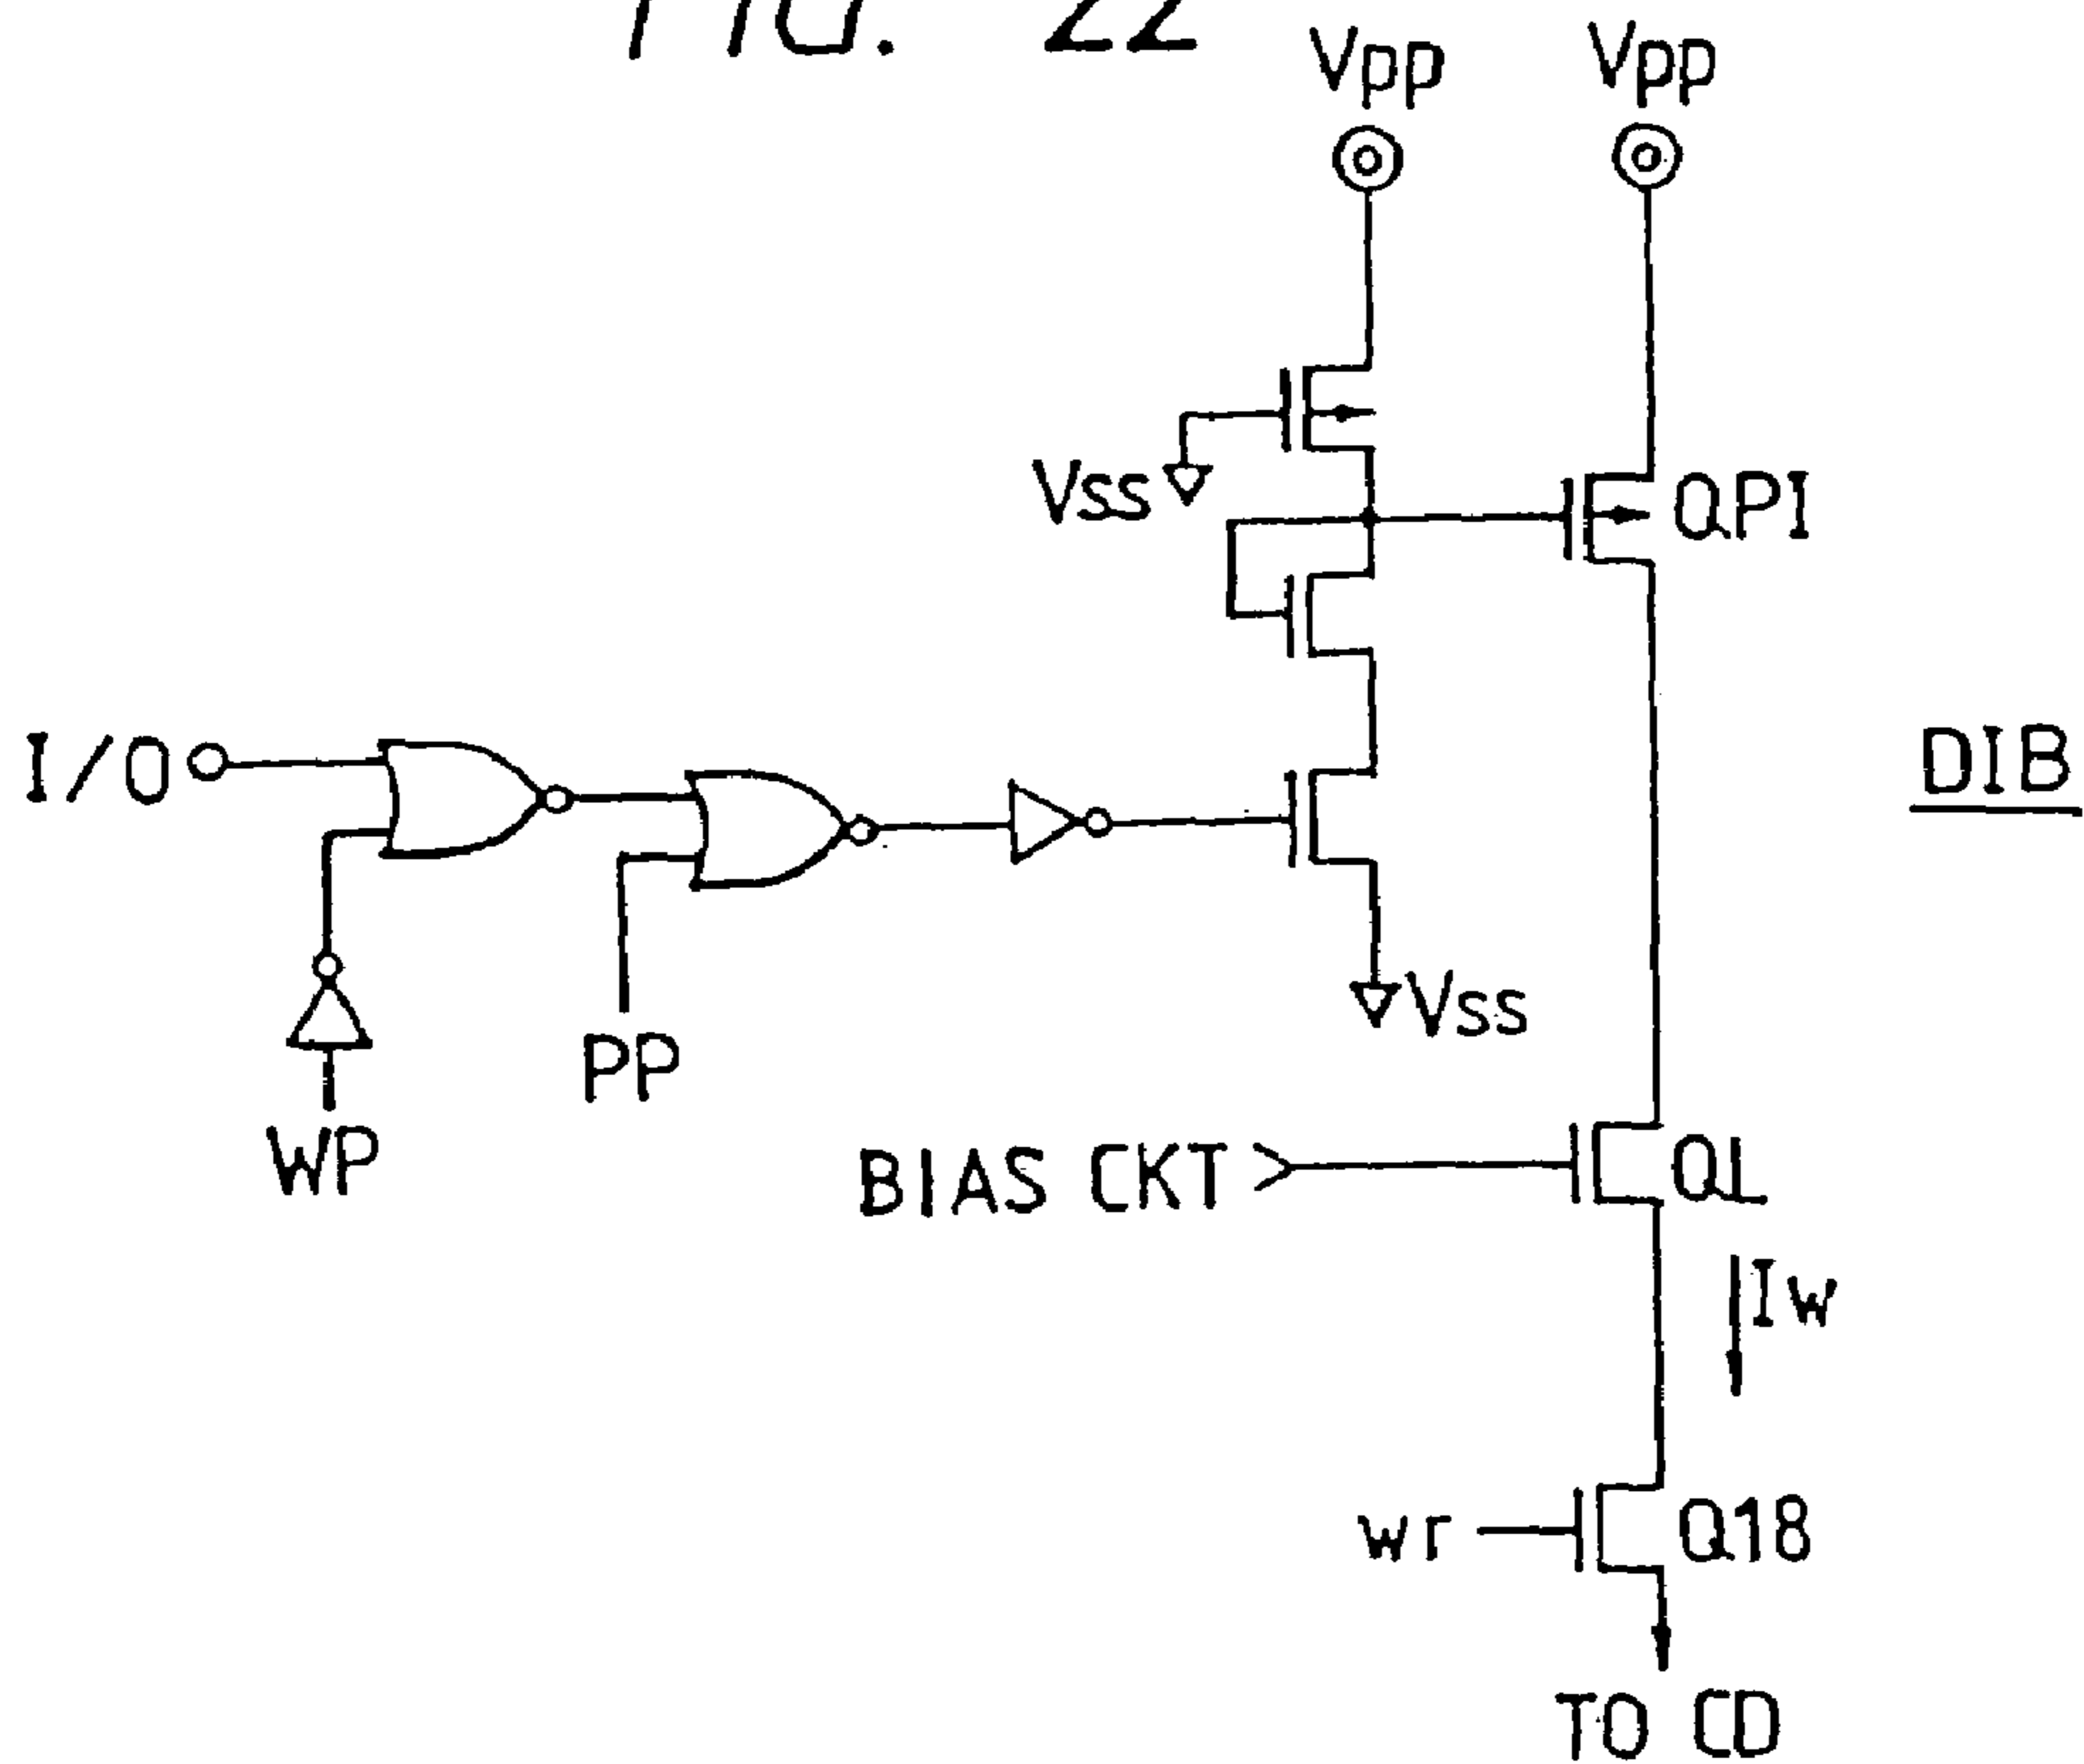 FIG. 22
Vpp Vpp
Vss
QPI
I/O
DIB
Vss
PP
WP
BIAS CKT
QL
Iw
wr
Q18
TO CD